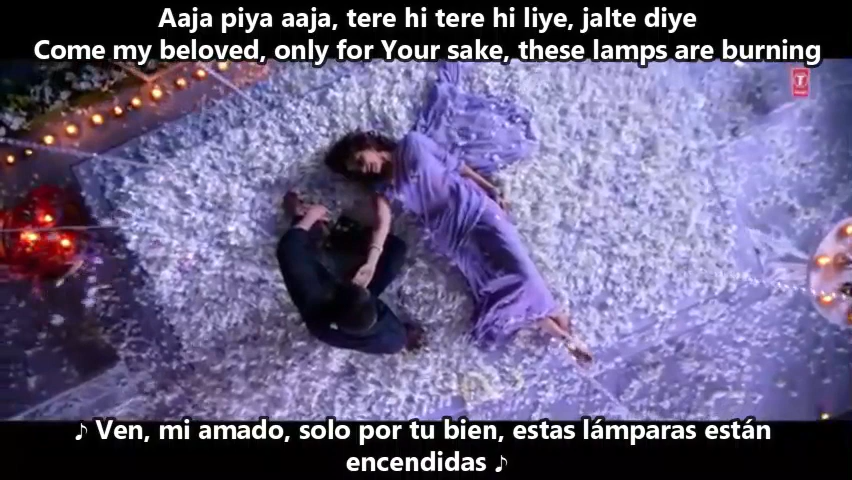 Aaja piya aaja, tere hi tere hi liye, jalte diye
Come my beloved, only for Your sake, these lamps are burning
♪ Ven, mi amado, solo por tu bien, estas lámparas están
encendidas ♪